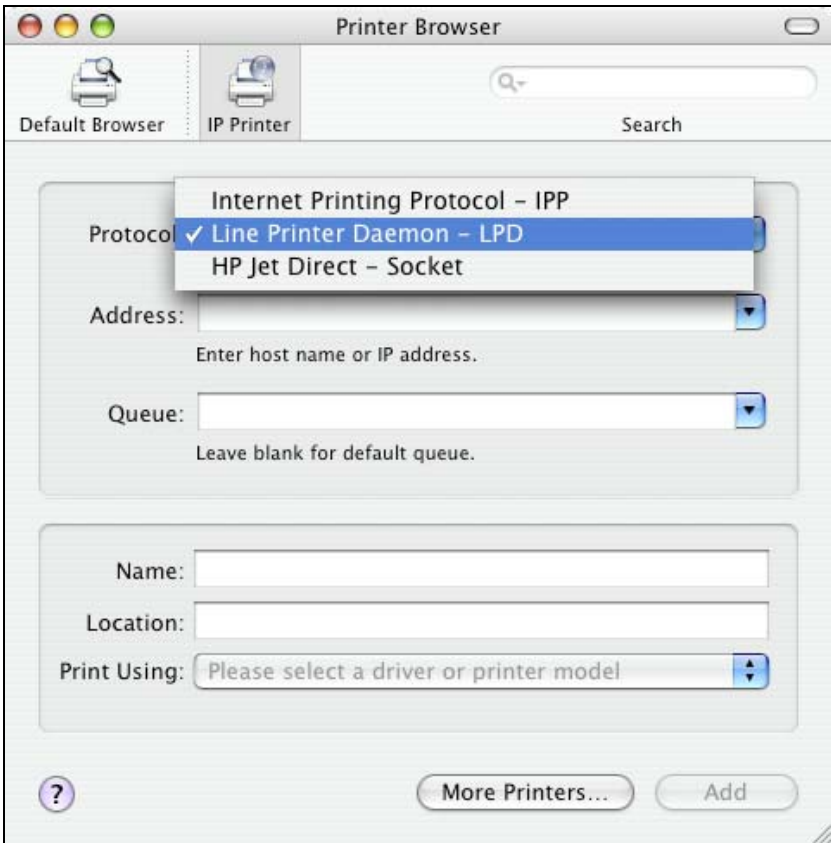 Printer Browser
Default Browser
IP Printer
Search
Internet Printing Protocol – IPP
Protocol ✓ Line Printer Daemon – LPD
HP Jet Direct – Socket
Address:
Enter host name or IP address.
Queue:
Leave blank for default queue.
Name:
Location:
Print Using: Please select a driver or printer model
? More Printers... Add